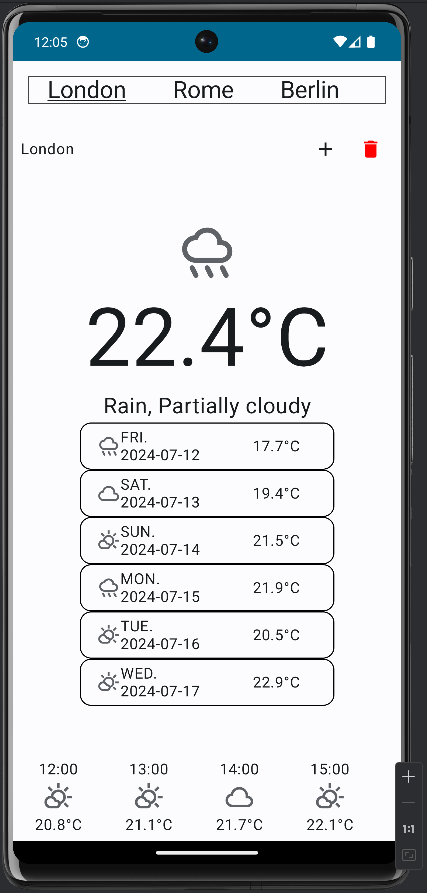 12:05
London Rome Berlin
London
22.4°C
Rain, Partially cloudy
FRI.
2024-07-12 17.7°C
SAT.
2024-07-13 19.4°C
SUN.
2024-07-14 21.5°C
MON.
2024-07-15 21.9°C
TUE.
2024-07-16 20.5°C
WED.
2024-07-17 22.9°C
12:00 13:00 14:00 15:00
20.8°C 21.1°C 21.7°C 22.1°C
1:1